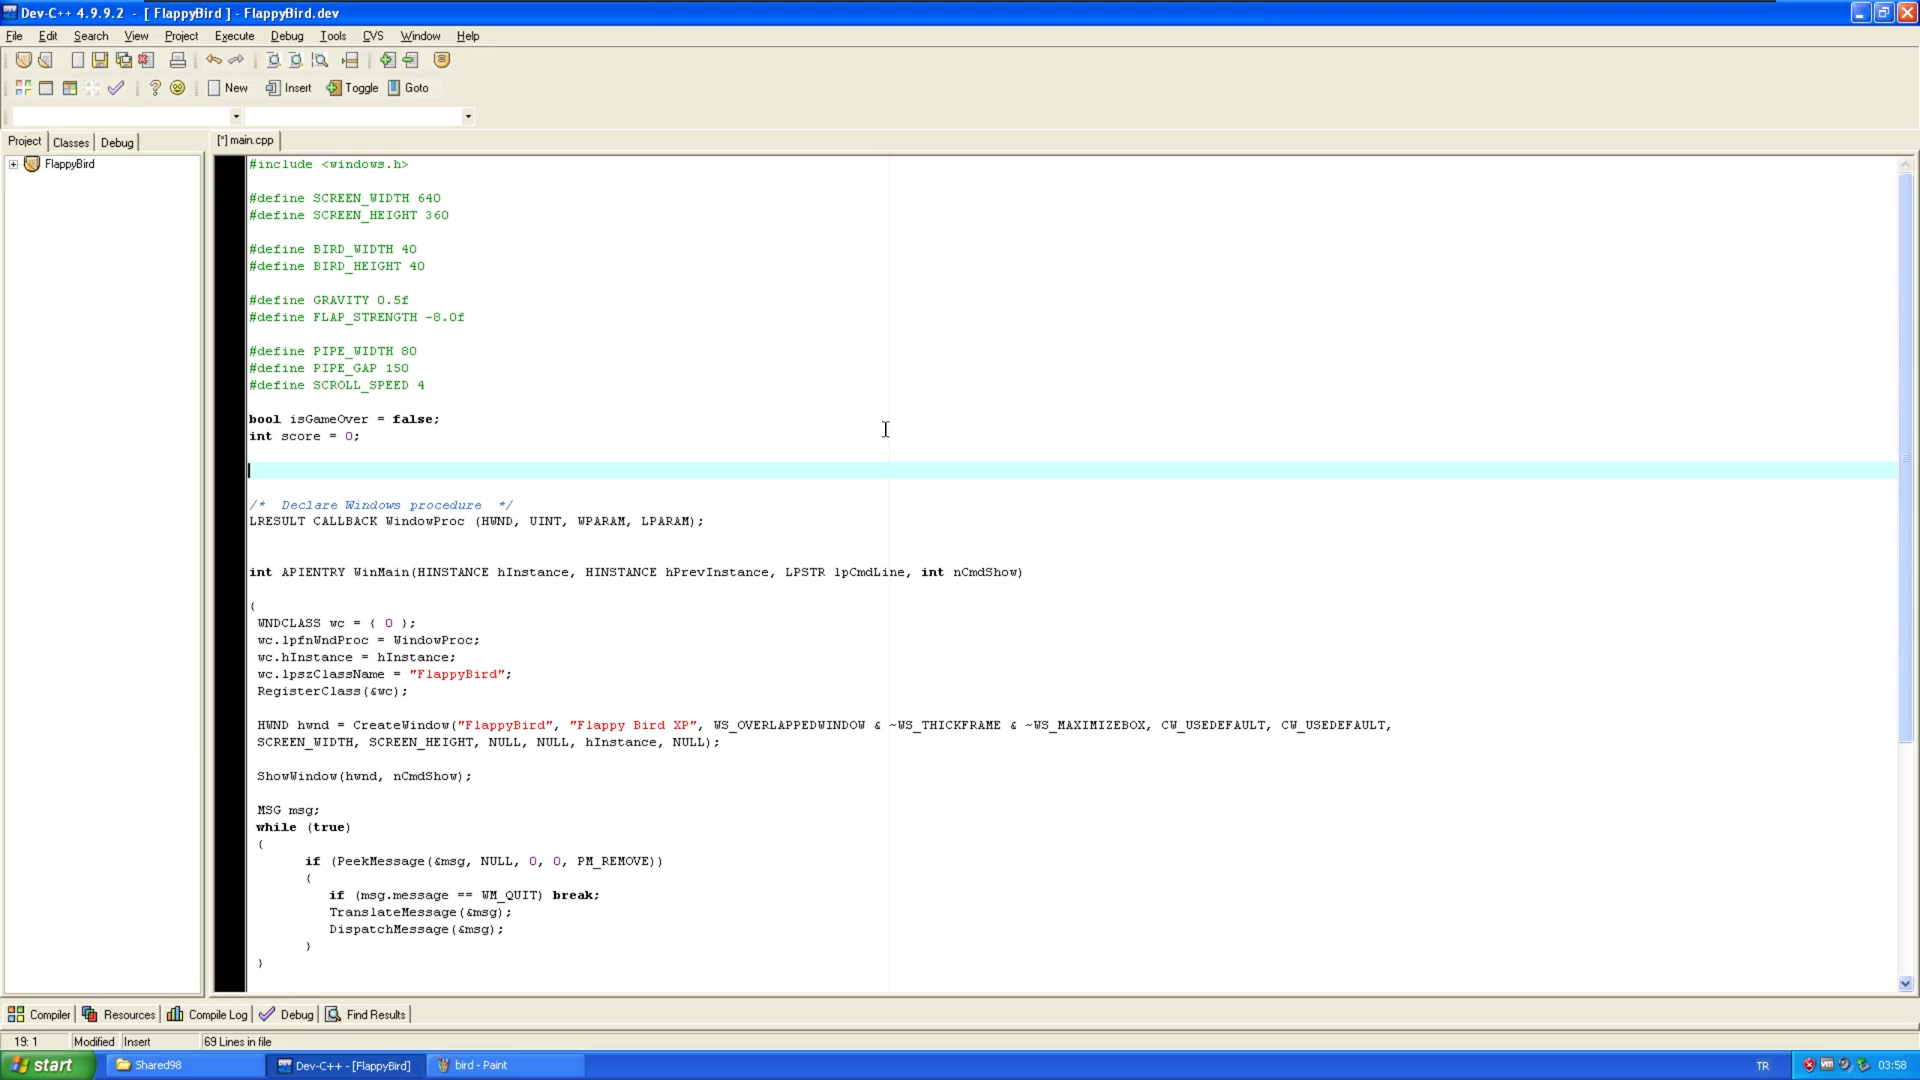 Dev-C++ 4.9.9.2 - [ FlappyBird ] - FlappyBird.dev
File Edit Search View Project Execute Debug Tools CVS Window Help
New Insert Toggle Goto
Project Classes Debug
[*] main.cpp
FlappyBird
#include <windows.h>
#define SCREEN_WIDTH 640
#define SCREEN_HEIGHT 360
#define BIRD_WIDTH 40
#define BIRD_HEIGHT 40
#define GRAVITY 0.5f
#define FLAP_STRENGTH -8.0f
#define PIPE_WIDTH 80
#define PIPE_GAP 150
#define SCROLL_SPEED 4
bool isGameOver = false;
int score = 0;
/*  Declare Windows procedure  */
LRESULT CALLBACK WindowProc (HWND, UINT, WPARAM, LPARAM);
int APIENTRY WinMain(HINSTANCE hInstance, HINSTANCE hPrevInstance, LPSTR lpCmdLine, int nCmdShow)
{
WNDCLASS wc = { 0 };
wc.lpfnWndProc = WindowProc;
wc.hInstance = hInstance;
wc.lpszClassName = "FlappyBird";
RegisterClass(&wc);
HWND hwnd = CreateWindow("FlappyBird", "Flappy Bird XP", WS_OVERLAPPEDWINDOW & ~WS_THICKFRAME & ~WS_MAXIMIZEBOX, CW_USEDEFAULT, CW_USEDEFAULT,
SCREEN_WIDTH, SCREEN_HEIGHT, NULL, NULL, hInstance, NULL);
ShowWindow(hwnd, nCmdShow);
MSG msg;
while (true)
{
if (PeekMessage(&msg, NULL, 0, 0, PM_REMOVE))
{
if (msg.message == WM_QUIT) break;
TranslateMessage(&msg);
DispatchMessage(&msg);
}
}
Compiler Resources Compile Log Debug Find Results
19: 1 Modified Insert 69 Lines in file
start Shared98 Dev-C++ - [FlappyBird] bird - Paint TR 03:58